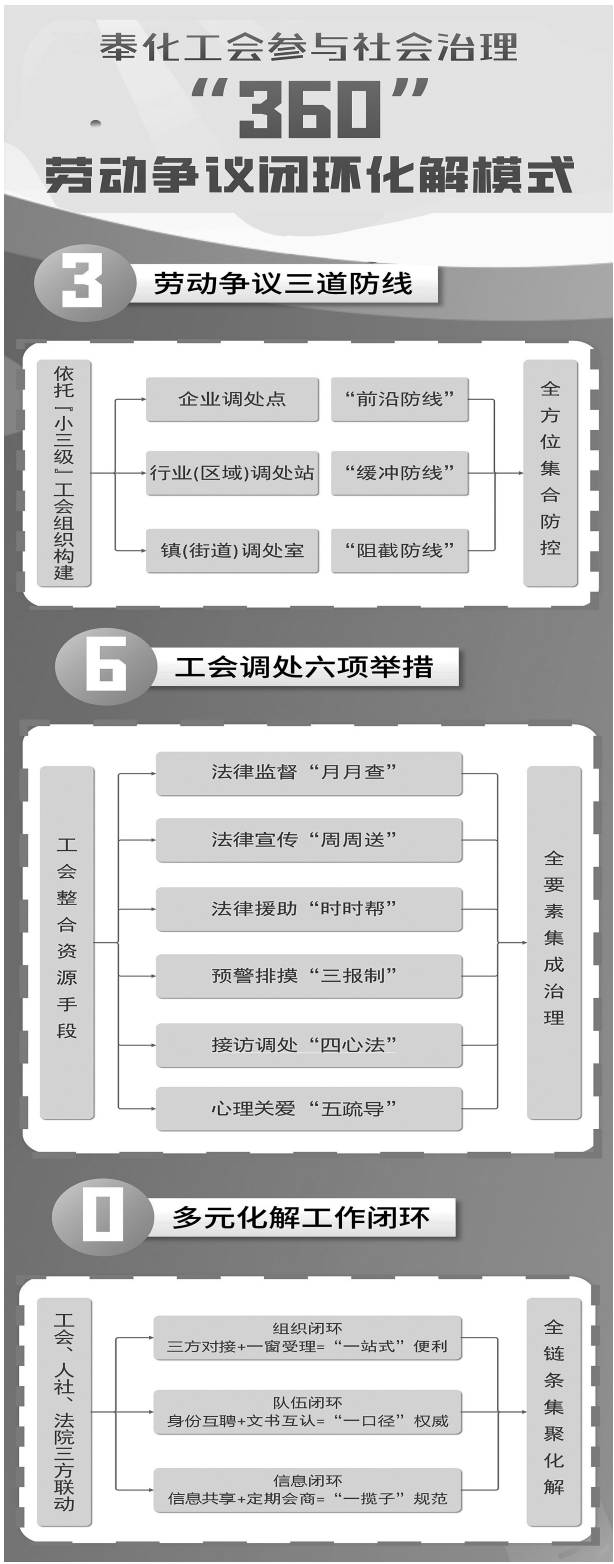 奉化工会参与社会治理
“360”
劳动争议闭环化解模式
3
劳动争议三道防线
依托『小三级』工会组织构建
企业调处点
“前沿防线”
行业(区域)调处站
“缓冲防线”
镇(街道)调处室
“阻截防线”
全方位集合防控
6
工会调处六项举措
工会整合资源手段
法律监督“月月查”
法律宣传“周周送”
法律援助“时时帮”
预警排摸“三报制”
接访调处“四心法”
心理关爱“五疏导”
全要素集成治理
0
多元化解工作闭环
工会、人社、法院三方联动
组织闭环
三方对接+一窗受理=“一站式”便利
队伍闭环
身份互聘+文书互认=“一口径”权威
信息闭环
信息共享+定期会商=“一揽子”规范
全链条集聚化解